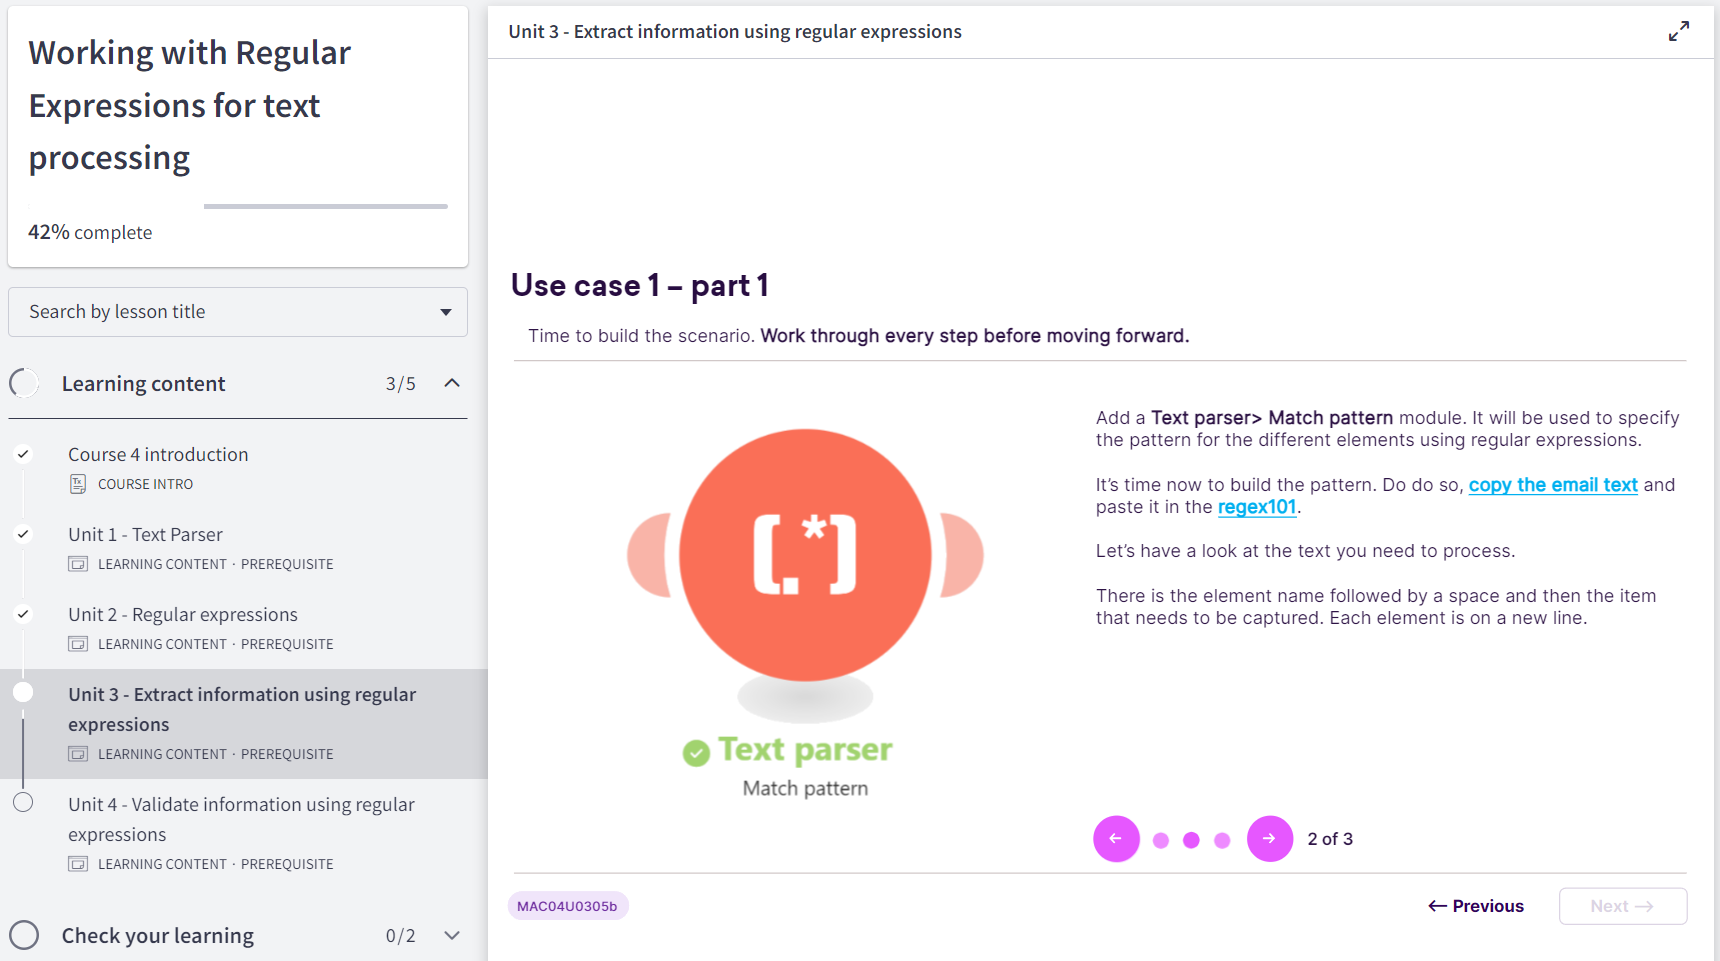 Working with Regular
Expressions for text
processing
42% complete
Search by lesson title
Learning content 3/5
Course 4 introduction
COURSE INTRO
Unit 1 - Text Parser
LEARNING CONTENT · PREREQUISITE
Unit 2 - Regular expressions
LEARNING CONTENT · PREREQUISITE
Unit 3 - Extract information using regular
expressions
LEARNING CONTENT · PREREQUISITE
Unit 4 - Validate information using regular
expressions
LEARNING CONTENT · PREREQUISITE
Check your learning 0/2
Unit 3 - Extract information using regular expressions
Use case 1 – part 1
Time to build the scenario. Work through every step before moving forward.
[.*]
Text parser
Match pattern
Add a Text parser> Match pattern module. It will be used to specify
the pattern for the different elements using regular expressions.
It's time now to build the pattern. Do do so, copy the email text and
paste it in the regex101.
Let's have a look at the text you need to process.
There is the element name followed by a space and then the item
that needs to be captured. Each element is on a new line.
2 of 3
MAC04U0305b
← Previous
Next →